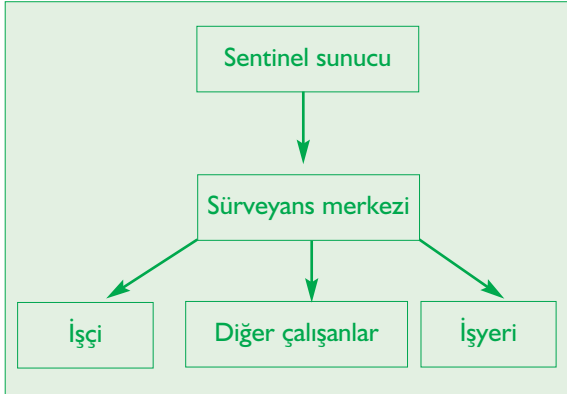 Sentinel sunucu
Sürveyans merkezi
İşçi
Diğer çalışanlar
İşyeri